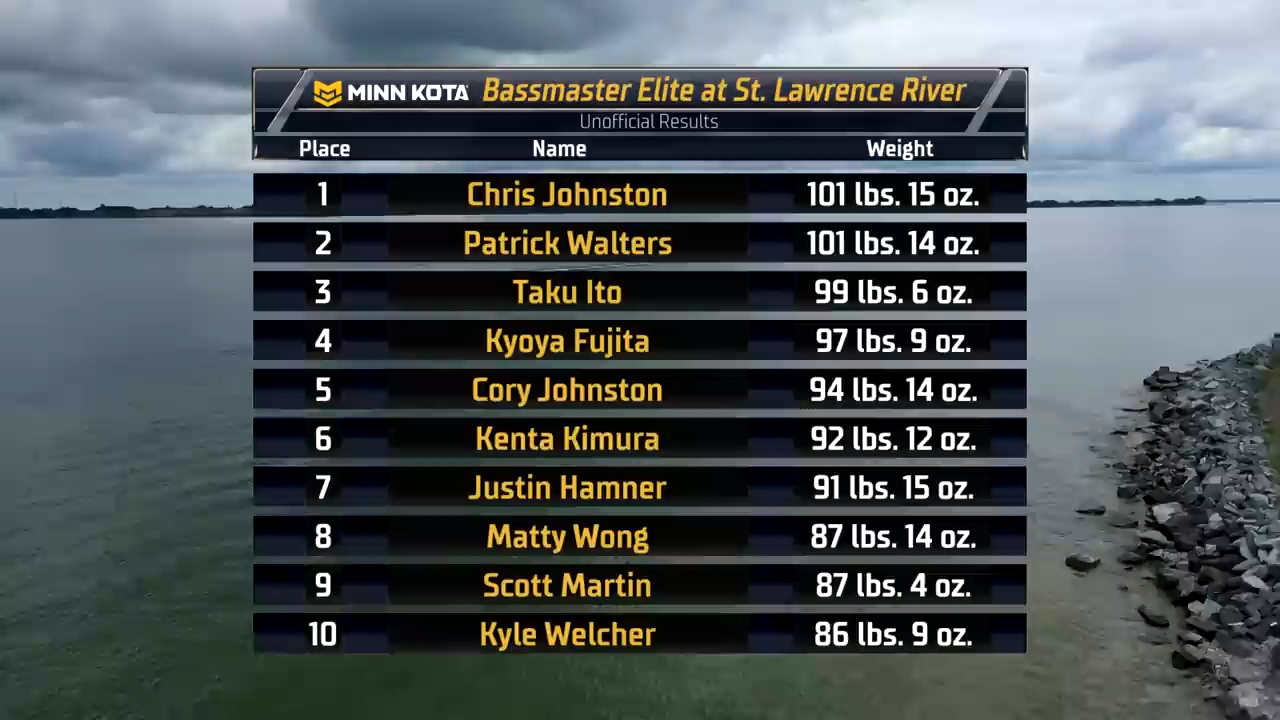 MINN KOTA Bassmaster Elite at St. Lawrence River
Unofficial Results
Place Name Weight
1 Chris Johnston 101 lbs. 15 oz.
2 Patrick Walters 101 lbs. 14 oz.
3 Taku Ito 99 lbs. 6 oz.
4 Kyoya Fujita 97 lbs. 9 oz.
5 Cory Johnston 94 lbs. 14 oz.
6 Kenta Kimura 92 lbs. 12 oz.
7 Justin Hamner 91 lbs. 15 oz.
8 Matty Wong 87 lbs. 14 oz.
9 Scott Martin 87 lbs. 4 oz.
10 Kyle Welcher 86 lbs. 9 oz.